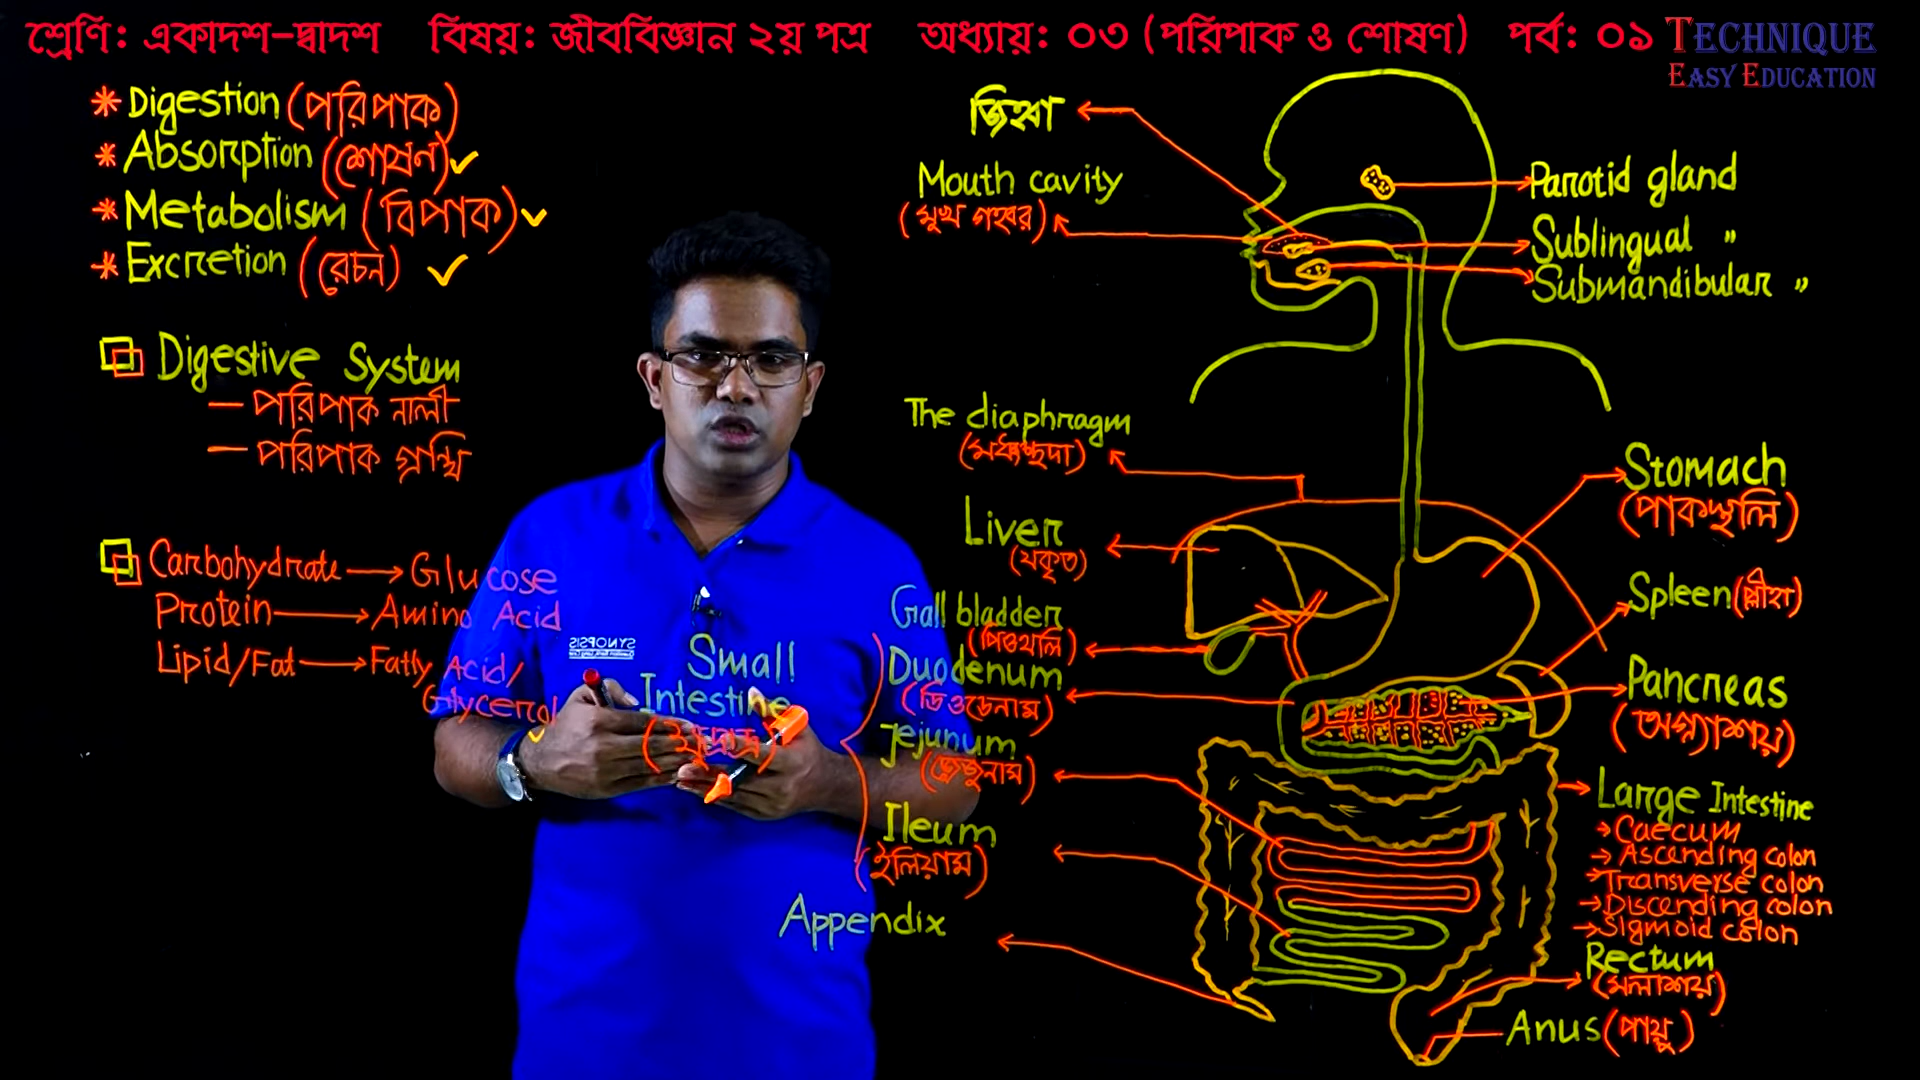 শ্রেণি: একাদশ-দ্বাদশ বিষয়: জীববিজ্ঞান ২য় পত্র অধ্যায়: ০৩ (পরিপাক ও শোষণ) পর্ব: ০১
TECHNIQUE
EASY EDUCATION
* Digestion (পরিপাক)
* Absorption (শোষন) ✓
* Metabolism (বিপাক) ✓
* Excretion (রেচন) ✓
Digestive System
— পরিপাক নালী
— পরিপাক গ্রন্থি
Carbohydrate → Glucose
Protein → Amino Acid
Lipid/Fat → Fatty Acid/
Glycerol
SYNOPSIS
Small
Intestine
(ক্ষুদ্রান্ত্র)
জিহ্বা
Mouth cavity
(মুখ গহ্বর)
The diaphragm
(মধ্যচ্ছদা)
Liver
(যকৃত)
Gall bladder
(পিত্তথলি)
Duodenum
(ডিওডেনাম)
Jejunum
(জেজুনাম)
Ileum
(ইলিয়াম)
Appendix
Parotid gland
Sublingual "
Submandibular "
Stomach
(পাকস্থলি)
Spleen (প্লীহা)
Pancreas
(অগ্ন্যাশয়)
Large Intestine
→ Caecum
→ Ascending colon
→ Transverse colon
→ Discending colon
→ Sigmoid colon
Rectum
(মলাশয়)
Anus (পায়ু)